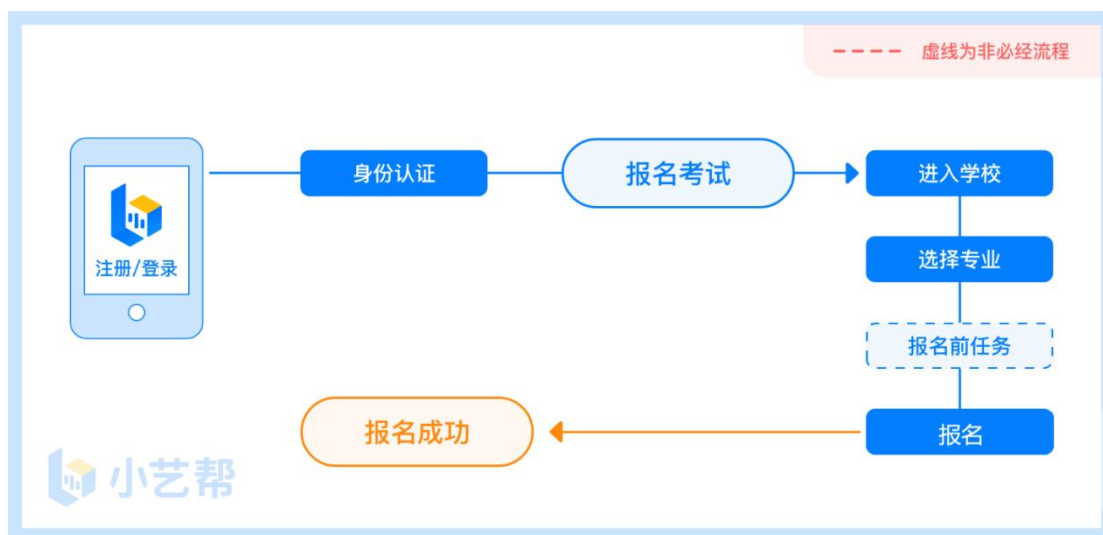 ---- 虚线为非必经流程
身份认证
报名考试
进入学校
注册/登录
选择专业
报名前任务
报名成功
报名
小艺帮